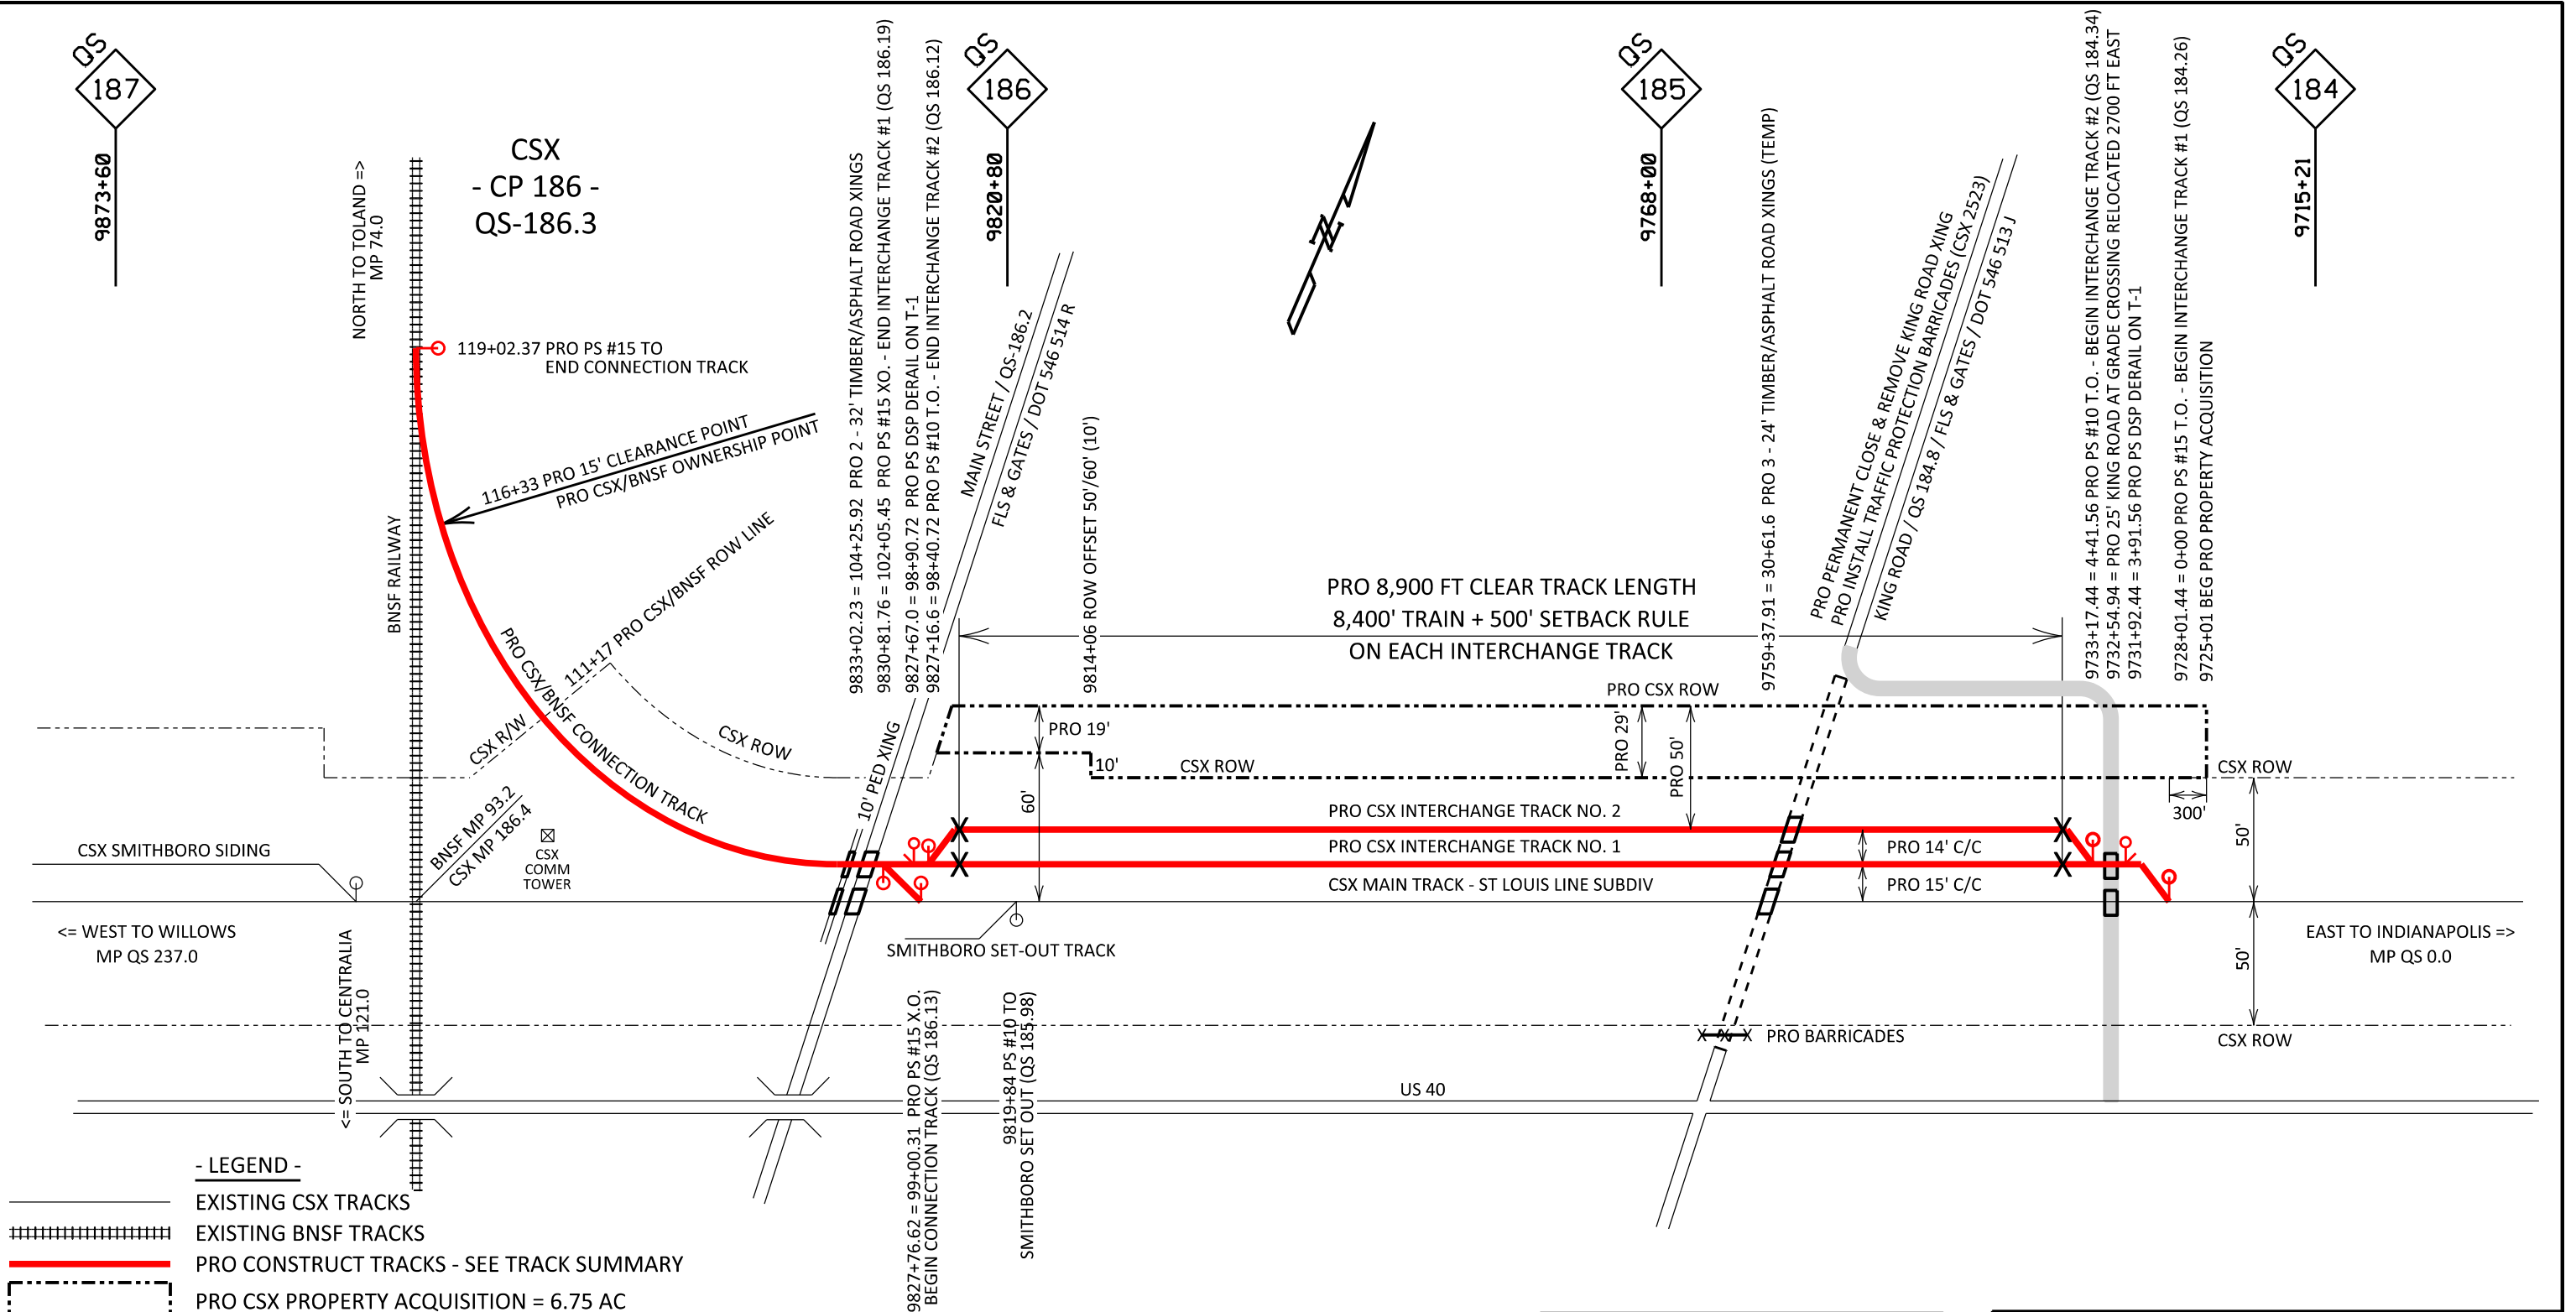 QS
187
9873+60
CSX
- CP 186 -
QS-186.3
QS
186
9820+80
QS
185
9768+00
QS
184
9715+21
NORTH TO TOLAND =>
MP 74.0
BNSF RAILWAY
119+02.37 PRO PS #15 TO
END CONNECTION TRACK
116+33 PRO 15' CLEARANCE POINT
PRO CSX/BNSF OWNERSHIP POINT
111+17 PRO CSX/BNSF ROW LINE
PRO CSX/BNSF CONNECTION TRACK
CSX R/W
CSX ROW
9833+02.23 = 104+25.92 PRO 2 - 32' TIMBER/ASPHALT ROAD XINGS
9830+81.76 = 102+05.45 PRO PS #15 XO. - END INTERCHANGE TRACK #1 (QS 186.19)
9827+67.0 = 98+90.72 PRO PS DSP DERAIL ON T-1
9827+16.6 = 98+40.72 PRO PS #10 T.O. - END INTERCHANGE TRACK #2 (QS 186.12)
MAIN STREET / QS-186.2
FLS & GATES / DOT 546 514 R
10' PED XING
9814+06 ROW OFFSET 50'/60' (10')
PRO 8,900 FT CLEAR TRACK LENGTH
8,400' TRAIN + 500' SETBACK RULE
ON EACH INTERCHANGE TRACK
9759+37.91 = 30+61.6 PRO 3 - 24' TIMBER/ASPHALT ROAD XINGS (TEMP)
PRO PERMANENT CLOSE & REMOVE KING ROAD XING
PRO INSTALL TRAFFIC PROTECTION BARRICADES (CSX 2523)
KING ROAD / QS 184.8 / FLS & GATES / DOT 546 513 J
9733+17.44 = 4+41.56 PRO PS #10 T.O. - BEGIN INTERCHANGE TRACK #2 (QS 184.34)
9732+54.94 = PRO 25' KING ROAD AT GRADE CROSSING RELOCATED 2700 FT EAST
9731+92.44 = 3+91.56 PRO PS DSP DERAIL ON T-1
9728+01.44 = 0+00 PRO PS #15 T.O. - BEGIN INTERCHANGE TRACK #1 (QS 184.26)
9725+01 BEG PRO PROPERTY ACQUISITION
PRO CSX ROW
PRO 19'
PRO 29'
PRO 50'
10'
CSX ROW
60'
CSX ROW
300'
50'
PRO CSX INTERCHANGE TRACK NO. 2
PRO CSX INTERCHANGE TRACK NO. 1
PRO 14' C/C
CSX MAIN TRACK - ST LOUIS LINE SUBDIV
PRO 15' C/C
CSX SMITHBORO SIDING
BNSF MP 93.2
CSX MP 186.4
CSX
COMM
TOWER
<= WEST TO WILLOWS
MP QS 237.0
SMITHBORO SET-OUT TRACK
EAST TO INDIANAPOLIS =>
MP QS 0.0
50'
<= SOUTH TO CENTRALIA
MP 121.0
9827+76.62 = 99+00.31 PRO PS #15 X.O.
BEGIN CONNECTION TRACK (QS 186.13)
9819+84 PS #10 TO
SMITHBORO SET OUT (QS 185.98)
PRO BARRICADES
CSX ROW
US 40
- LEGEND -
EXISTING CSX TRACKS
EXISTING BNSF TRACKS
PRO CONSTRUCT TRACKS - SEE TRACK SUMMARY
PRO CSX PROPERTY ACQUISITION = 6.75 AC